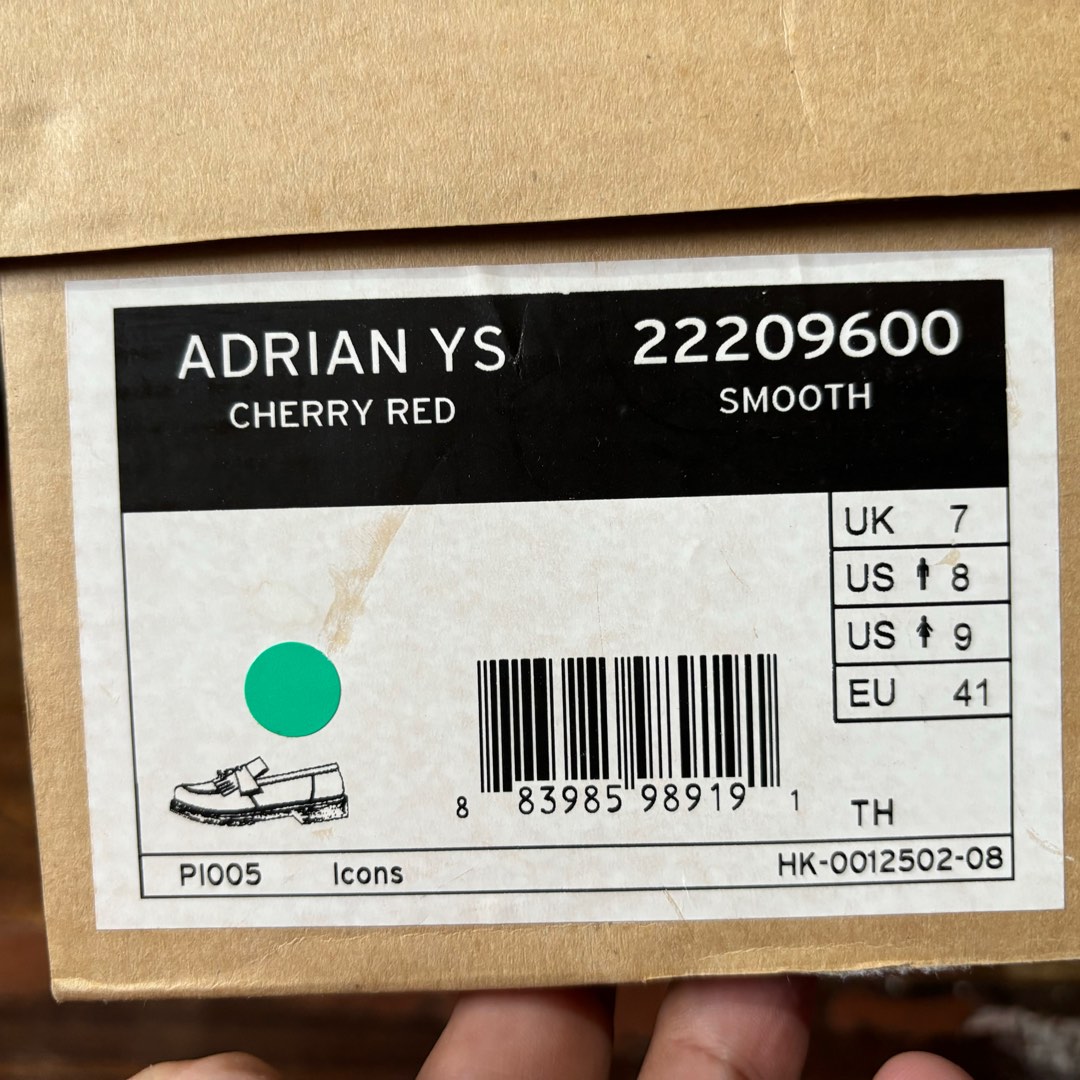 ADRIAN YS 22209600
CHERRY RED SMOOTH
UK 7
US 8
US 9
EU 41
8 83985 98919 1
TH
PI005 Icons HK-0012502-08